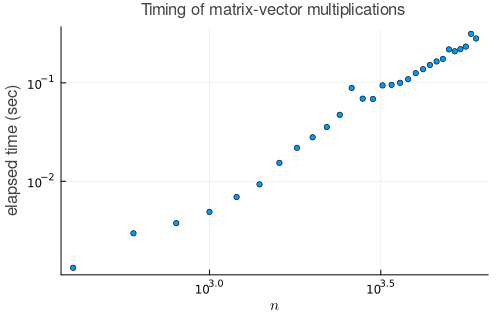 Timing of matrix-vector multiplications
elapsed time (sec)
10^-1
10^-2
10^3.0
10^3.5
n